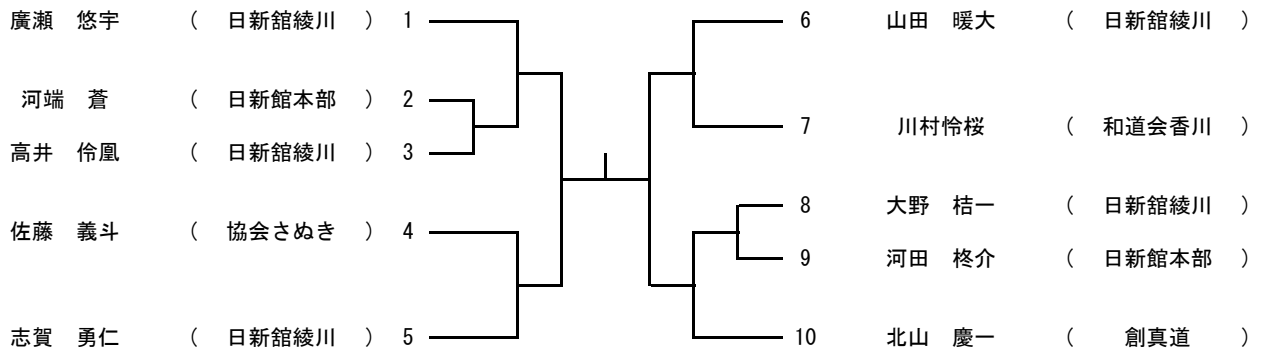 廣瀬　悠宇　（　日新舘綾川　）　1
河端　蒼　（　日新館本部　）　2
高井　伶凰　（　日新舘綾川　）　3
佐藤　義斗　（　協会さぬき　）　4
志賀　勇仁　（　日新舘綾川　）　5
6　山田　暖大　（　日新舘綾川　）
7　川村怜桜　（　和道会香川　）
8　大野　桔一　（　日新舘綾川　）
9　河田　柊介　（　日新館本部　）
10　北山　慶一　（　創真道　）